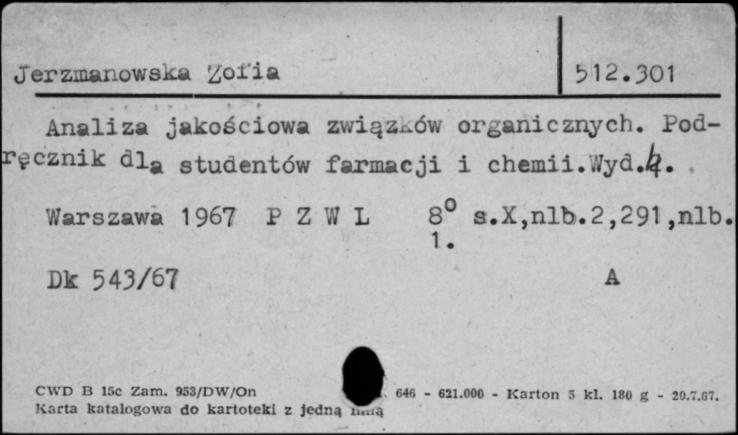 Jerzmanowska Zofia 512.301
Analiza jakościowa związków organicznych. Pod-
ręcznik dla studentów farmacji i chemii.Wyd.4.
Warszawa 1967 P Z W L 8° s.X,nlb.2,291,nlb.
1.
Dk 543/67 A
CWD B 15c Zam. 953/DW/On 646 - 621.000 - Karton 5 kl. 180 g - 20.7.67.
Karta katalogowa do kartoteki z jedną linią